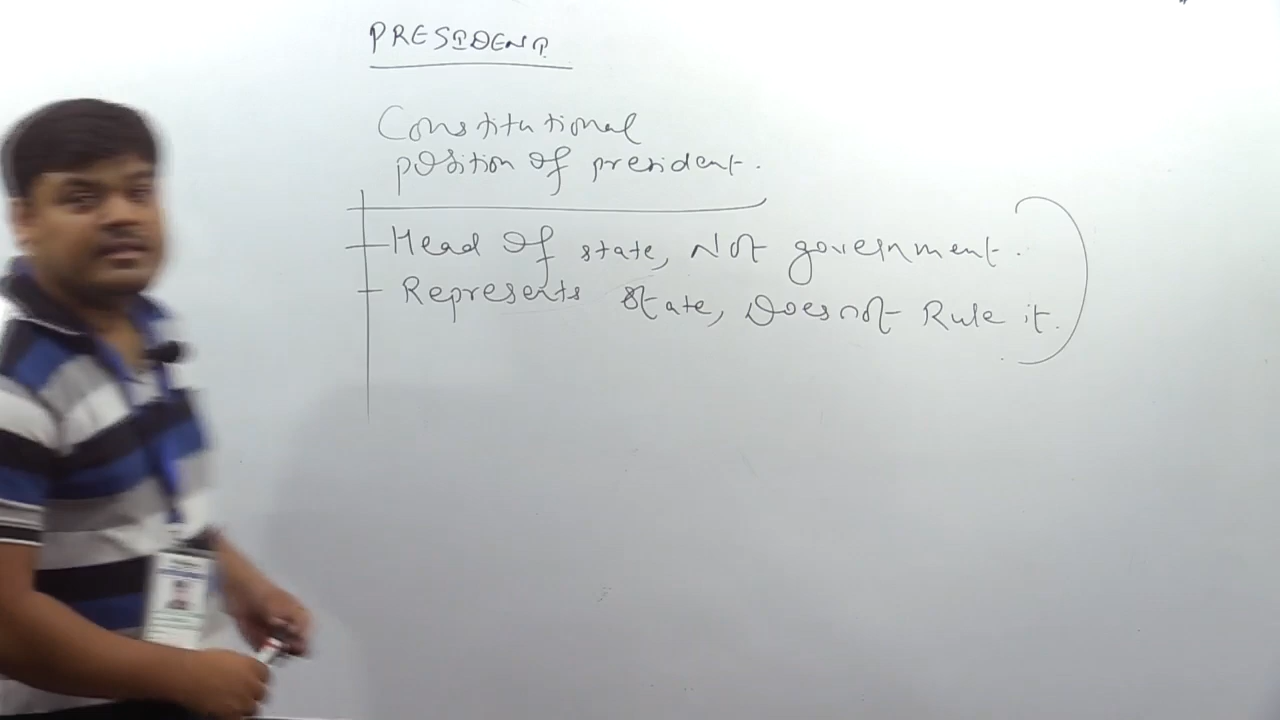 PRESIDENT
Constitutional
position of president.
Head of state, Not government.
Represents state, Does not Rule it.